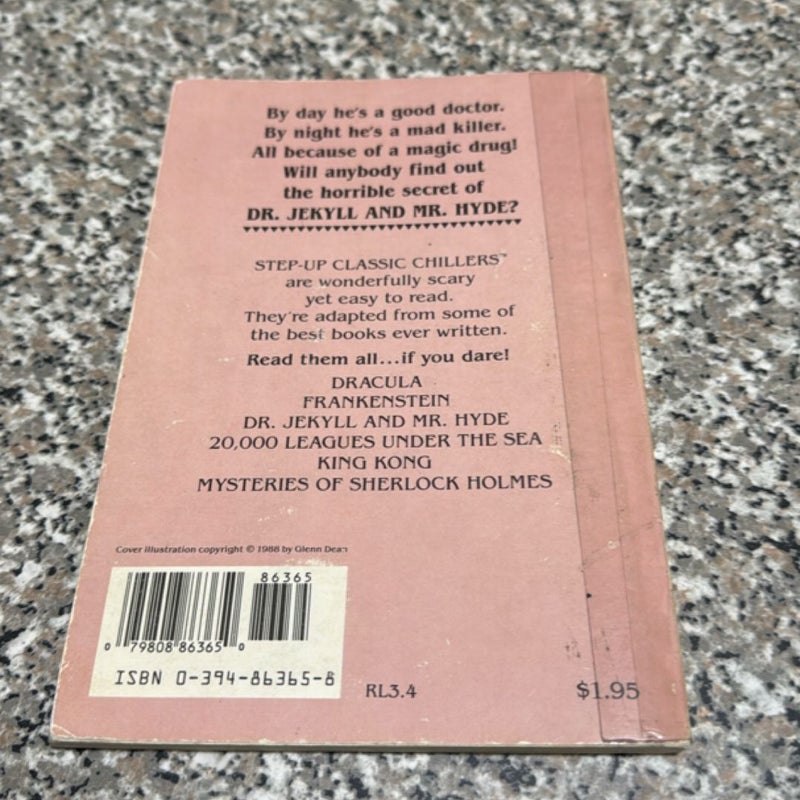 By day he's a good doctor.
By night he's a mad killer.
All because of a magic drug!
Will anybody find out
the horrible secret of
DR. JEKYLL AND MR. HYDE?
STEP-UP CLASSIC CHILLERS™
are wonderfully scary
yet easy to read.
They're adapted from some of
the best books ever written.
Read them all...if you dare!
DRACULA
FRANKENSTEIN
DR. JEKYLL AND MR. HYDE
20,000 LEAGUES UNDER THE SEA
KING KONG
MYSTERIES OF SHERLOCK HOLMES
Cover illustration copyright © 1988 by Glenn Dean
86365
0 79808 86365 0
ISBN 0-394-86365-8
RL3.4
$1.95